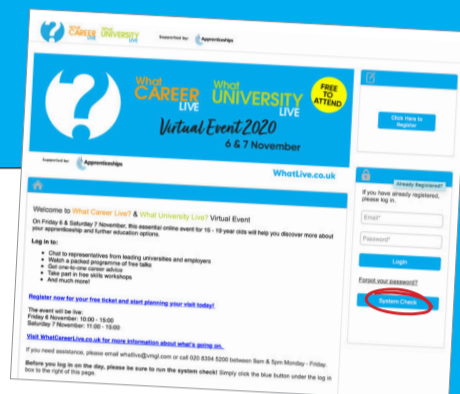 What CAREER LIVE What UNIVERSITY LIVE Supported by: Apprenticeships
What CAREER LIVE
What UNIVERSITY LIVE
FREE TO ATTEND
Virtual Event 2020
6 & 7 November
Supported by: Apprenticeships
WhatLive.co.uk
Click Here to
Register
Already Registered?
If you have already registered,
please log in.
Email*
Password*
Login
Forgot your password?
System Check
Welcome to What Career Live? & What University Live? Virtual Event
On Friday 6 & Saturday 7 November, this essential online event for 16 - 19 year olds will help you discover more about
your apprenticeship and further education options.
Log in to:
Chat to representatives from leading universities and employers
Watch a packed programme of free talks
Get one-to-one career advice
Take part in free skills workshops
And much more!
Register now for your free ticket and start planning your visit today!
The event will be live:
Friday 6 November: 10:00 - 15:00
Saturday 7 November: 11:00 - 15:00
Visit WhatCareerLive.co.uk for more information about what's going on.
If you need assistance, please email whatlive@vmgl.com or call 020 8394 5200 between 9am & 5pm Monday - Friday.
Before you log in on the day, please be sure to run the system check! Simply click the blue button under the log in
box to the right of this page.